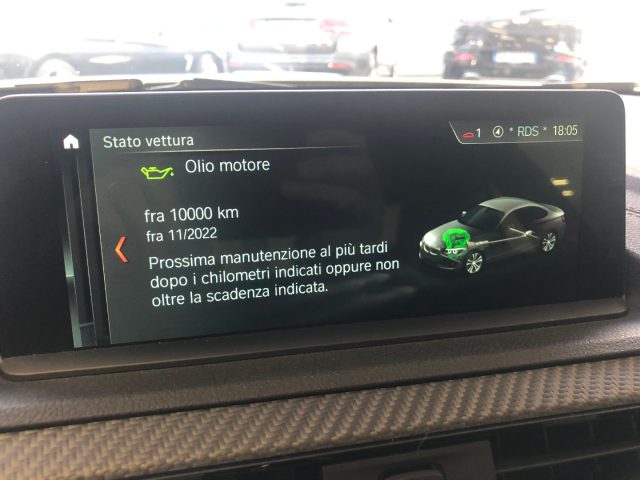 Stato vettura
1 * RDS * 18:05
Olio motore
fra 10000 km
fra 11/2022
Prossima manutenzione al più tardi
dopo i chilometri indicati oppure non
oltre la scadenza indicata.